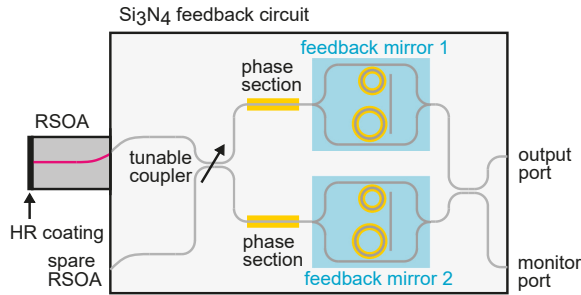 Si3N4 feedback circuit
feedback mirror 1
phase
section
RSOA
tunable
coupler
output
port
HR coating
phase
section
spare
RSOA
feedback mirror 2
monitor
port